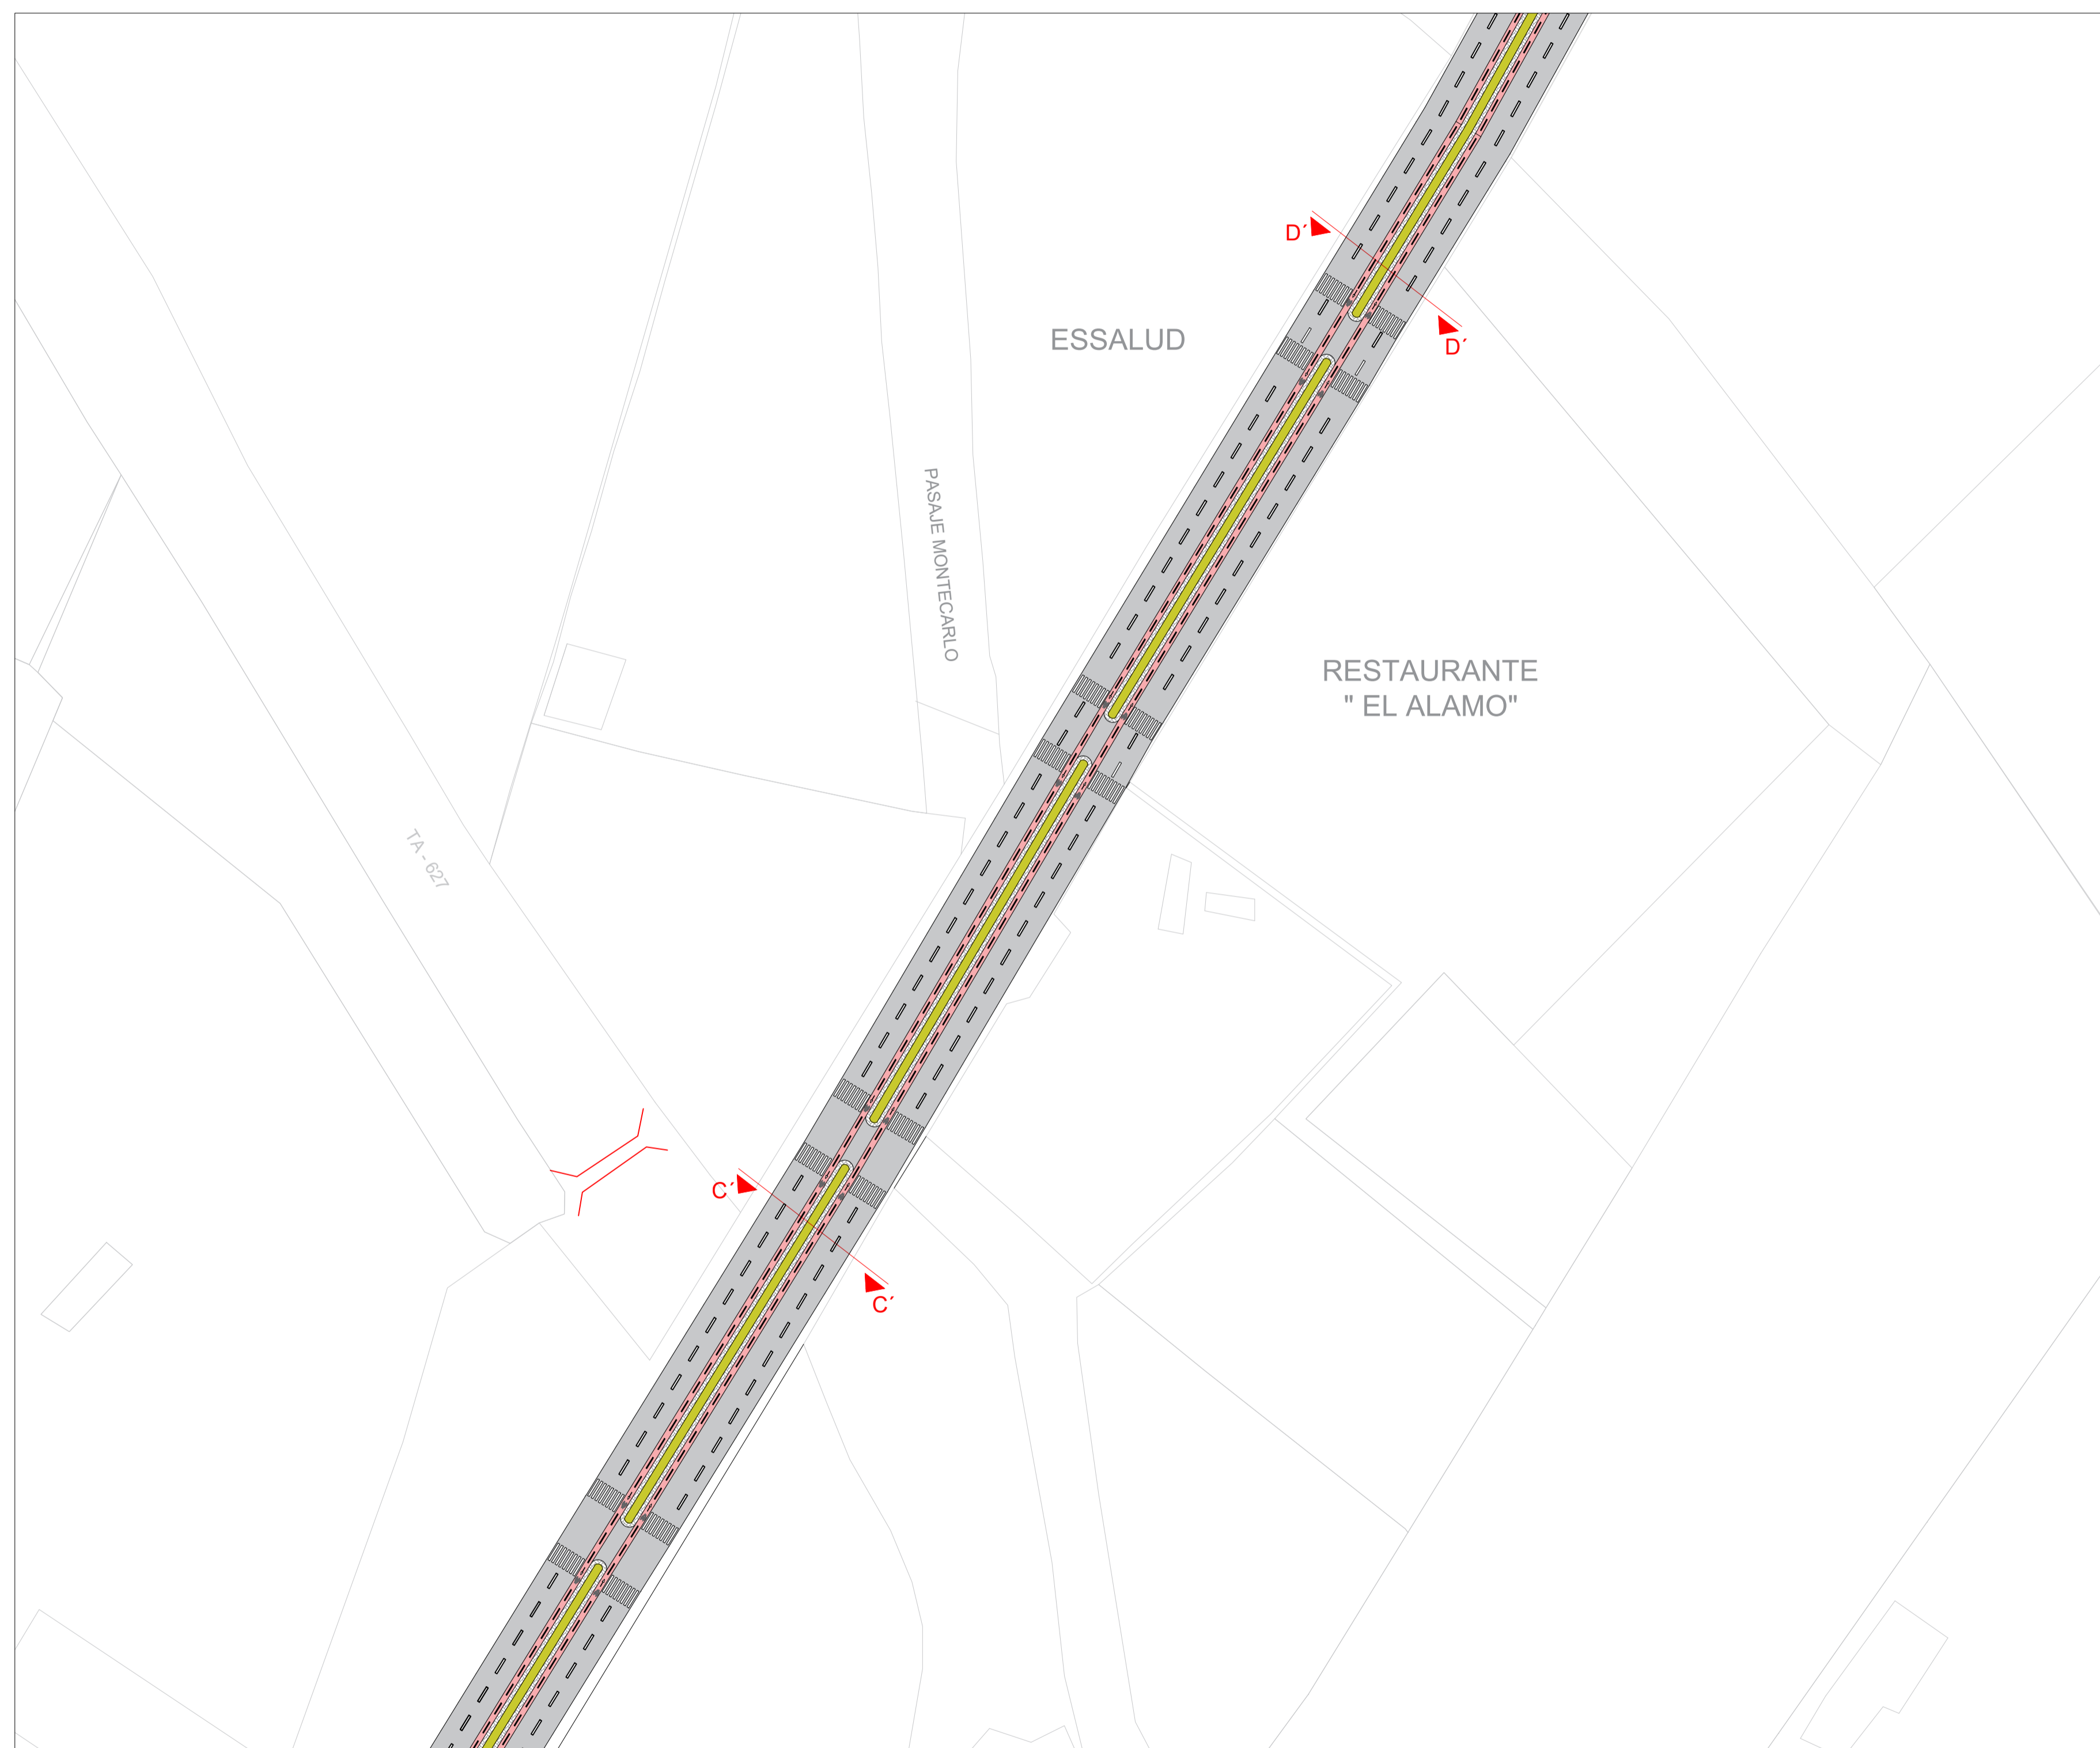 D´
D´
ESSALUD
PASAJE MONTECARLO
RESTAURANTE
" EL ALAMO"
TA - 627
C´
C´